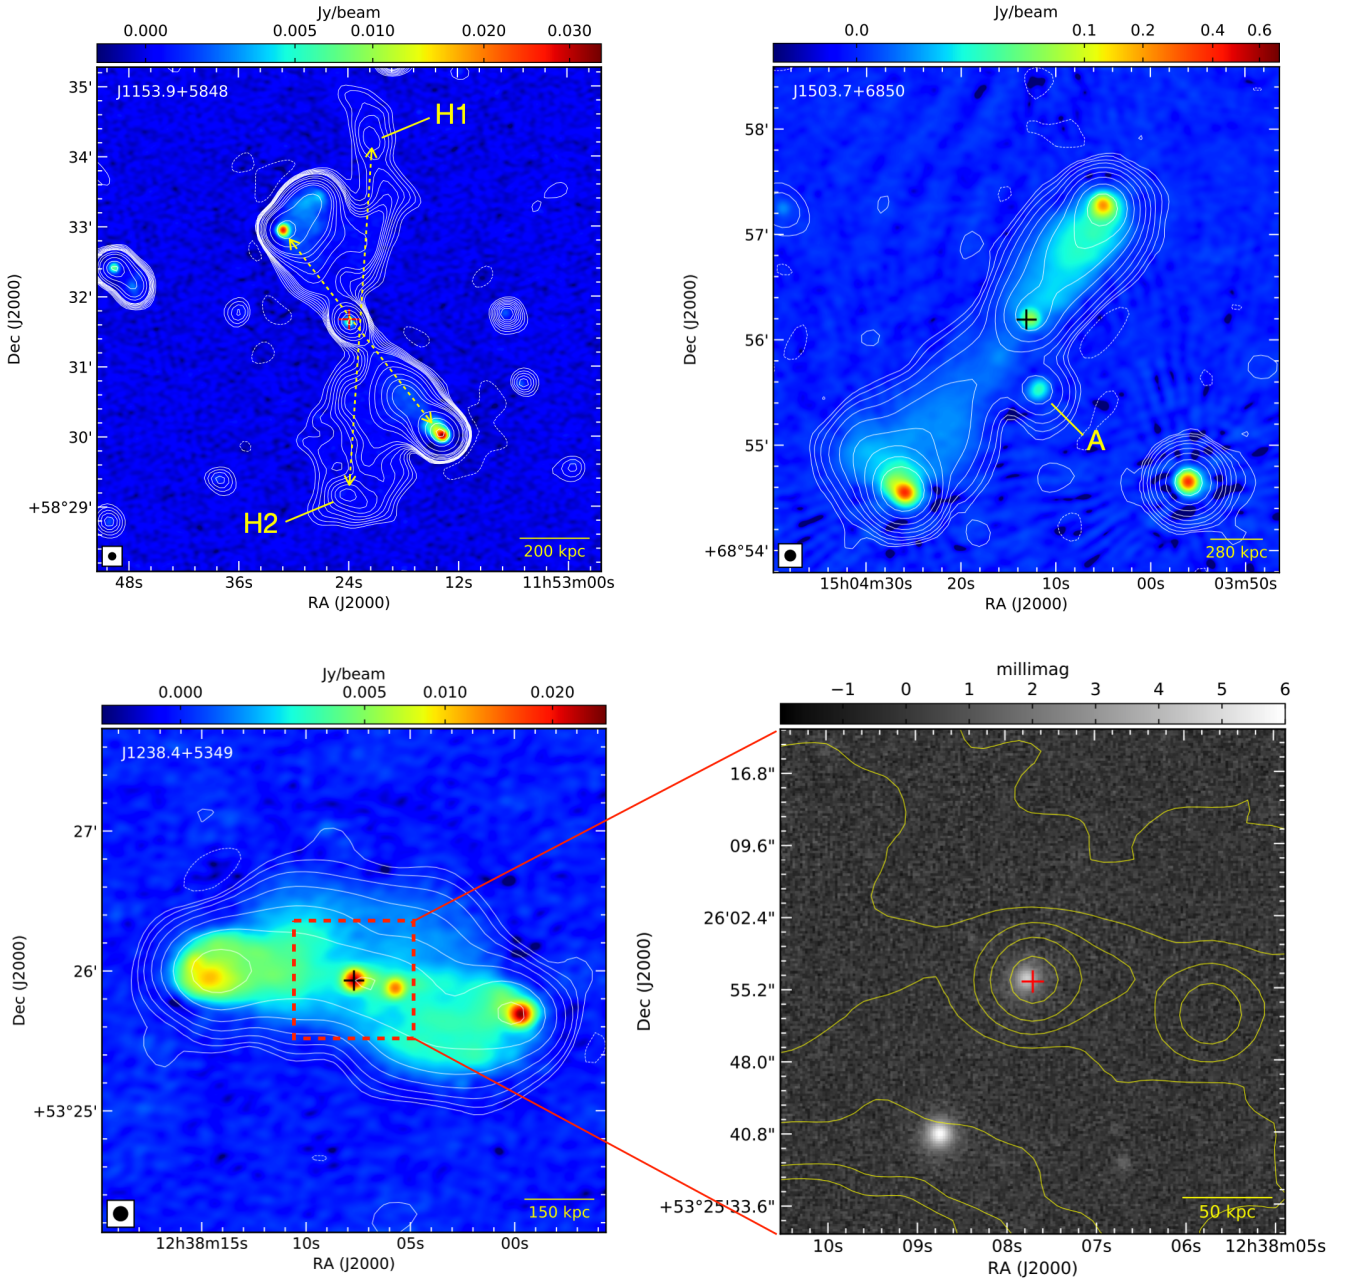 Jy/beam
0.000 0.005 0.010 0.020 0.030
J1153.9+5848
H1
H2
200 kpc
35'
34'
33'
32'
31'
30'
+58°29'
Dec (J2000)
48s 36s 24s 12s 11h53m00s
RA (J2000)
Jy/beam
0.0 0.1 0.2 0.4 0.6
J1503.7+6850
A
280 kpc
58'
57'
56'
55'
+68°54'
Dec (J2000)
15h04m30s 20s 10s 00s 03m50s
RA (J2000)
Jy/beam
0.000 0.005 0.010 0.020
J1238.4+5349
150 kpc
27'
26'
+53°25'
Dec (J2000)
12h38m15s 10s 05s 00s
RA (J2000)
millimag
−1 0 1 2 3 4 5 6
16.8"
09.6"
26'02.4"
55.2"
48.0"
40.8"
+53°25'33.6"
50 kpc
Dec (J2000)
10s 09s 08s 07s 06s 12h38m05s
RA (J2000)